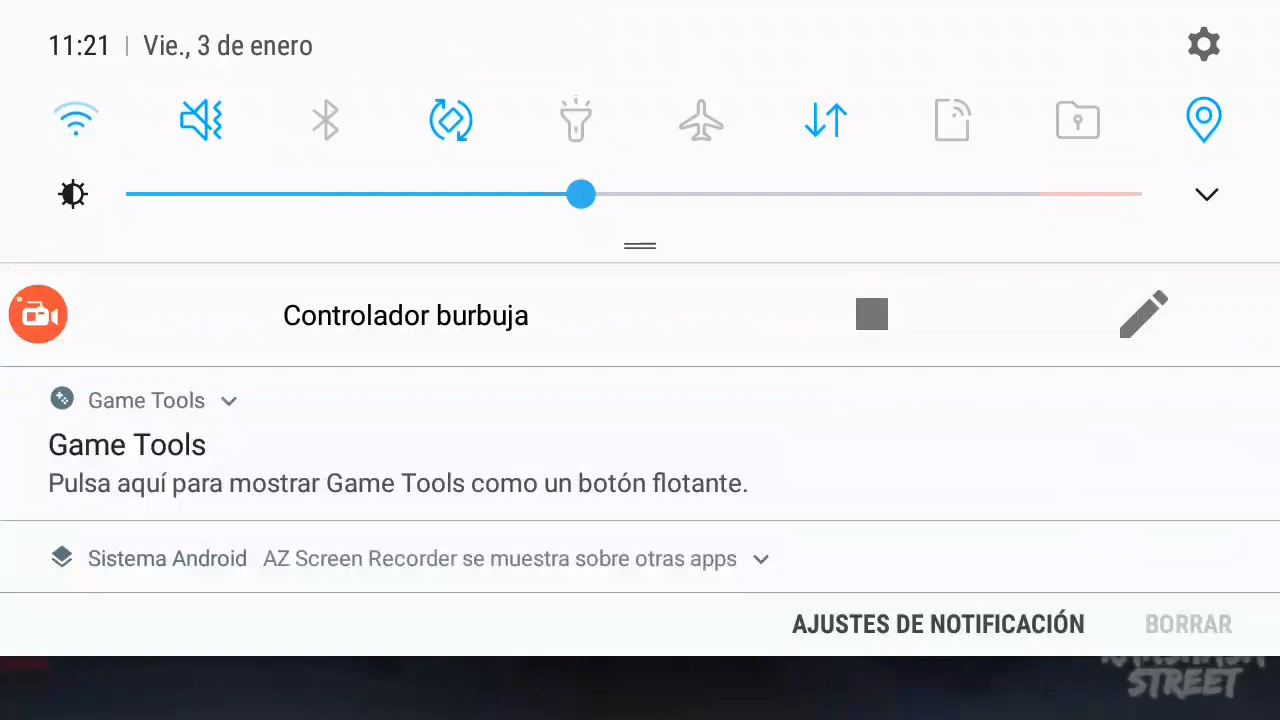 11:21 | Vie., 3 de enero
Controlador burbuja
Game Tools
Game Tools
Pulsa aquí para mostrar Game Tools como un botón flotante.
Sistema Android AZ Screen Recorder se muestra sobre otras apps
AJUSTES DE NOTIFICACIÓN BORRAR
STREET